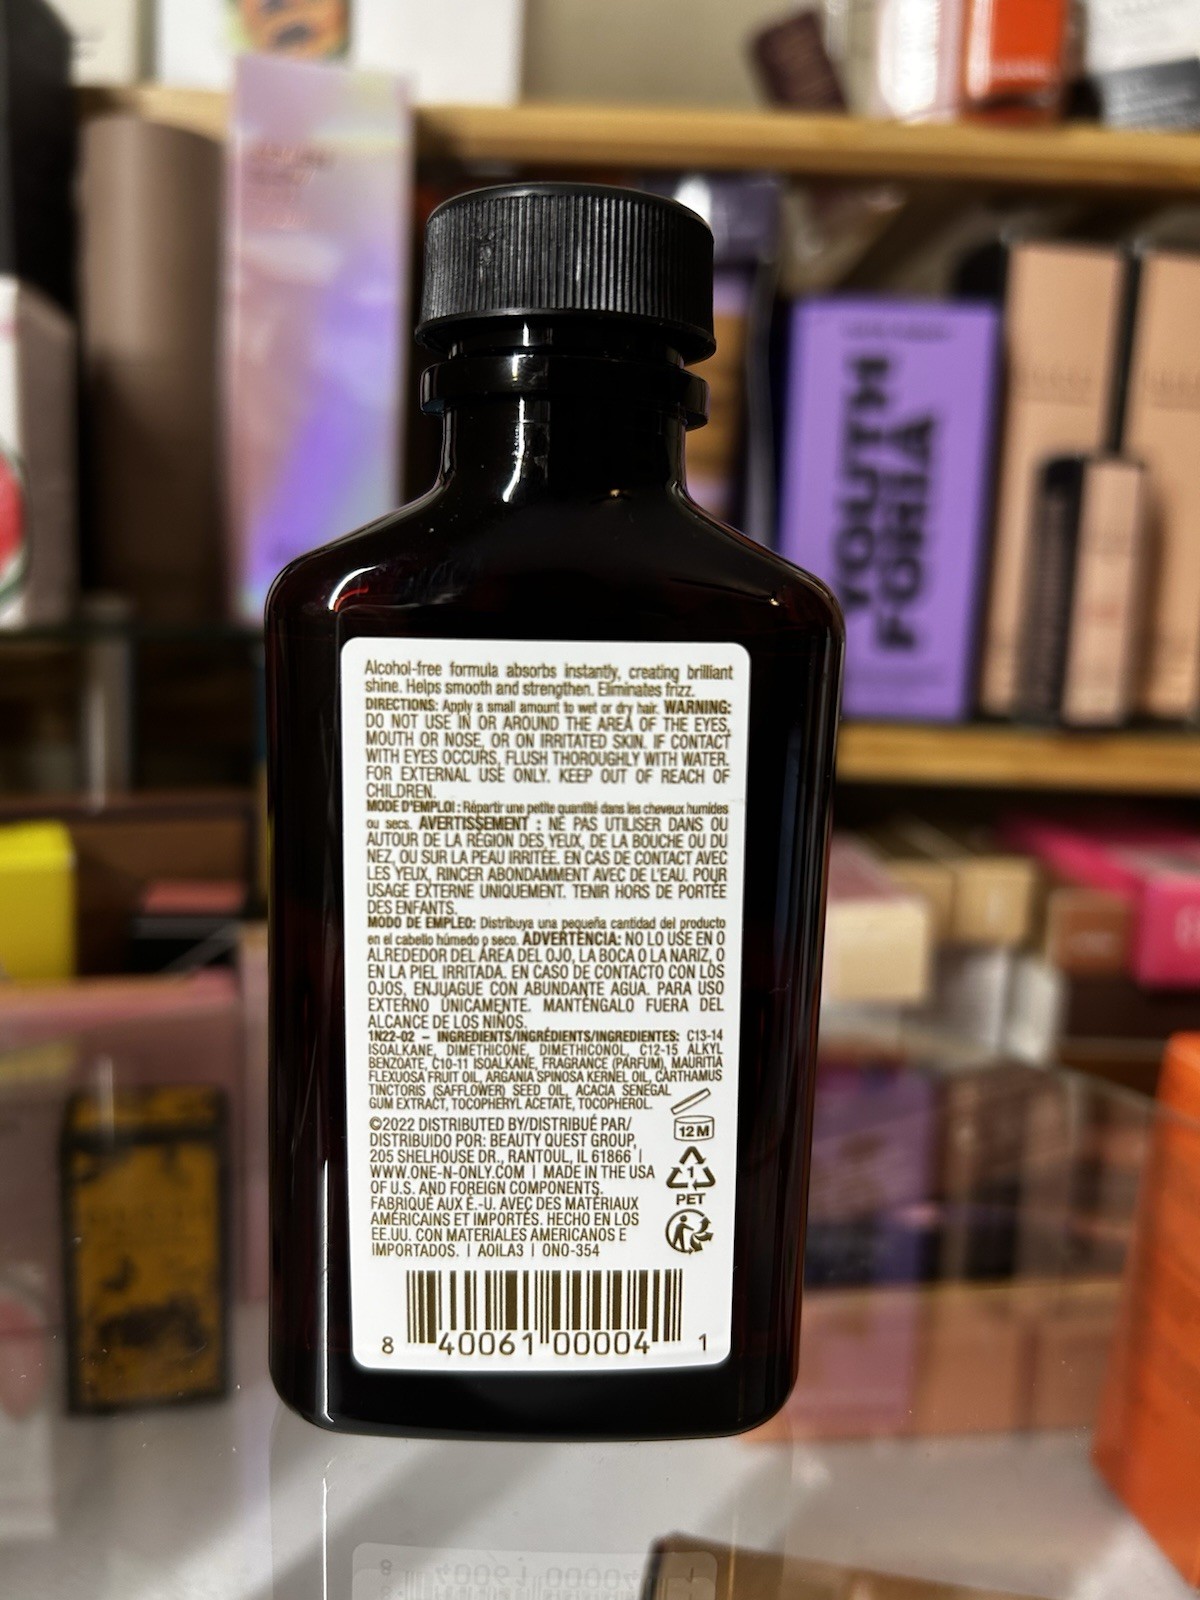 YOUTH
FORIA
Alcohol-free formula absorbs instantly, creating brilliant
shine. Helps smooth and strengthen. Eliminates frizz.
DIRECTIONS: Apply a small amount to wet or dry hair. WARNING:
DO NOT USE IN OR AROUND THE AREA OF THE EYES,
MOUTH OR NOSE, OR ON IRRITATED SKIN. IF CONTACT
WITH EYES OCCURS, FLUSH THOROUGHLY WITH WATER.
FOR EXTERNAL USE ONLY. KEEP OUT OF REACH OF
CHILDREN.
MODE D'EMPLOI : Répartir une petite quantité dans les cheveux humides
ou secs. AVERTISSEMENT : NE PAS UTILISER DANS OU
AUTOUR DE LA RÉGION DES YEUX, DE LA BOUCHE OU DU
NEZ, OU SUR LA PEAU IRRITÉE. EN CAS DE CONTACT AVEC
LES YEUX, RINCER ABONDAMMENT AVEC DE L'EAU. POUR
USAGE EXTERNE UNIQUEMENT. TENIR HORS DE PORTÉE
DES ENFANTS.
MODO DE EMPLEO: Distribuya una pequeña cantidad del producto
en el cabello húmedo o seco. ADVERTENCIA: NO LO USE EN O
ALREDEDOR DEL ÁREA DEL OJO, LA BOCA O LA NARIZ, O
EN LA PIEL IRRITADA. EN CASO DE CONTACTO CON LOS
OJOS, ENJUAGUE CON ABUNDANTE AGUA. PARA USO
EXTERNO ÚNICAMENTE. MANTÉNGALO FUERA DEL
ALCANCE DE LOS NIÑOS.
1N22-02 – INGREDIENTS/INGRÉDIENTS/INGREDIENTES: C13-14
ISOALKANE, DIMETHICONE, DIMETHICONOL, C12-15 ALKYL
BENZOATE, C10-11 ISOALKANE, FRAGRANCE (PARFUM), MAURITIA
FLEXUOSA FRUIT OIL, ARGANIA SPINOSA KERNEL OIL, CARTHAMUS
TINCTORIS (SAFFLOWER) SEED OIL, ACACIA SENEGAL
GUM EXTRACT, TOCOPHERYL ACETATE, TOCOPHEROL.
©2022 DISTRIBUTED BY/DISTRIBUÉ PAR/
DISTRIBUIDO POR: BEAUTY QUEST GROUP,
205 SHELHOUSE DR., RANTOUL, IL 61866 |
WWW.ONE-N-ONLY.COM | MADE IN THE USA
OF U.S. AND FOREIGN COMPONENTS.
FABRIQUÉ AUX É.-U. AVEC DES MATÉRIAUX
AMÉRICAINS ET IMPORTÉS. HECHO EN LOS
EE.UU. CON MATERIALES AMERICANOS E
IMPORTADOS. | AOILA3 | ONO-354
12 M
1
PET
8 40061 00004 1